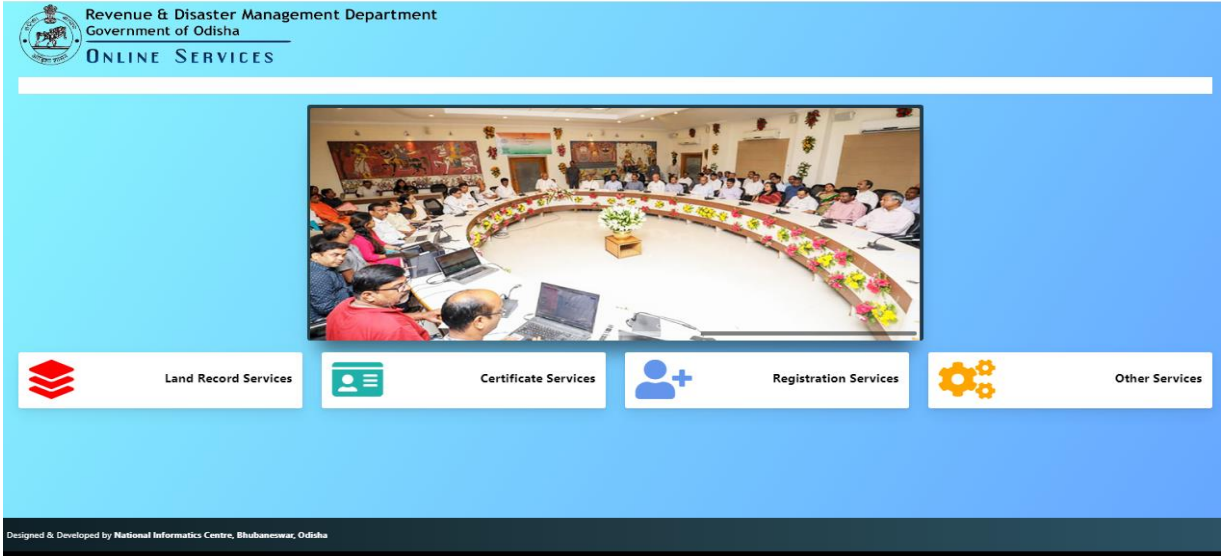 Revenue & Disaster Management Department
Government of Odisha
ONLINE SERVICES
Land Record Services
Certificate Services
Registration Services
Other Services
Designed & Developed by National Informatics Centre, Bhubaneswar, Odisha